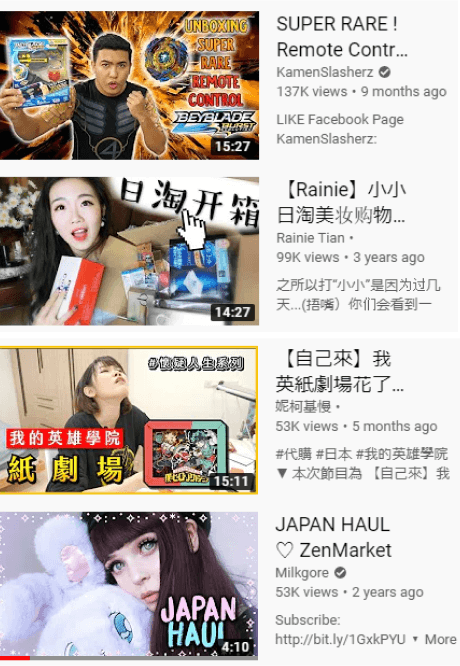 UNBOXING
SUPER
RARE
REMOTE
CONTROL
BEYBLADE
BURST
15:27
SUPER RARE !
Remote Contr...
KamenSlasherz
137K views • 9 months ago
LIKE Facebook Page
KamenSlasherz:
日淘开箱
14:27
【Rainie】小小
日淘美妆购物...
Rainie Tian •
99K views • 3 years ago
之所以打“小小”是因为过几
天...(捂嘴）你们会看到一
#懷疑人生系列
我的英雄學院
紙劇場
15:11
【自己來】我
英紙劇場花了...
妮柯基慢 •
53K views • 5 months ago
#代購 #日本 #我的英雄學院
▼ 本次節目為 【自己來】我
JAPAN
HAUL
4:10
JAPAN HAUL
♡ ZenMarket
Milkgore
53K views • 2 years ago
Subscribe:
http://bit.ly/1GxkPYU ▼ More